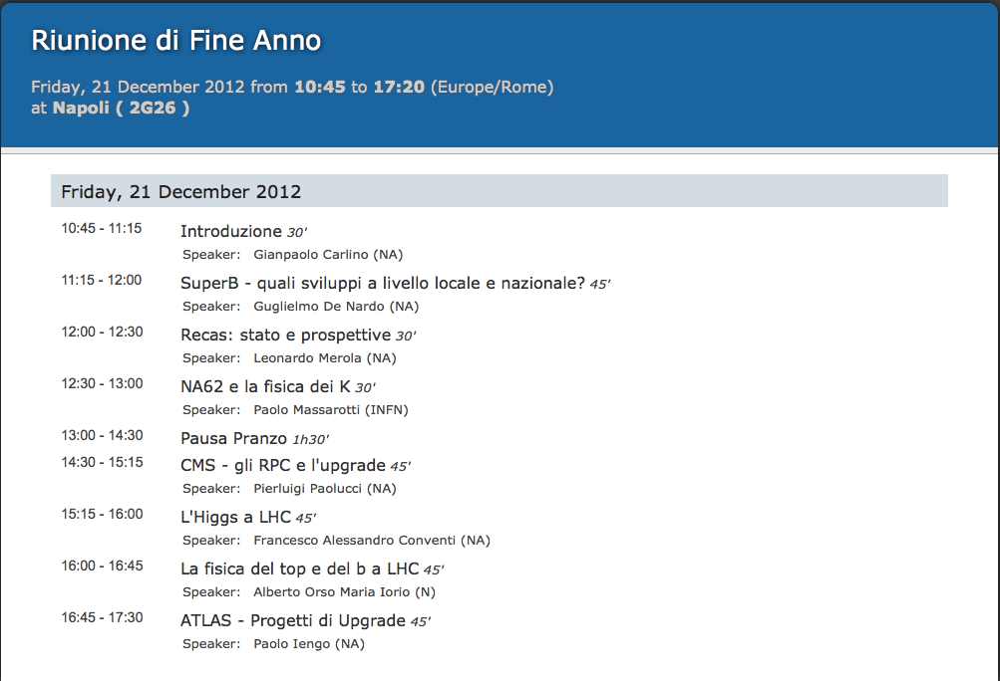 Riunione di Fine Anno
Friday, 21 December 2012 from 10:45 to 17:20 (Europe/Rome)
at Napoli ( 2G26 )
Friday, 21 December 2012
10:45 - 11:15 Introduzione 30'
Speaker: Gianpaolo Carlino (NA)
11:15 - 12:00 SuperB - quali sviluppi a livello locale e nazionale? 45'
Speaker: Guglielmo De Nardo (NA)
12:00 - 12:30 Recas: stato e prospettive 30'
Speaker: Leonardo Merola (NA)
12:30 - 13:00 NA62 e la fisica dei K 30'
Speaker: Paolo Massarotti (INFN)
13:00 - 14:30 Pausa Pranzo 1h30'
14:30 - 15:15 CMS - gli RPC e l'upgrade 45'
Speaker: Pierluigi Paolucci (NA)
15:15 - 16:00 L'Higgs a LHC 45'
Speaker: Francesco Alessandro Conventi (NA)
16:00 - 16:45 La fisica del top e del b a LHC 45'
Speaker: Alberto Orso Maria Iorio (N)
16:45 - 17:30 ATLAS - Progetti di Upgrade 45'
Speaker: Paolo Iengo (NA)